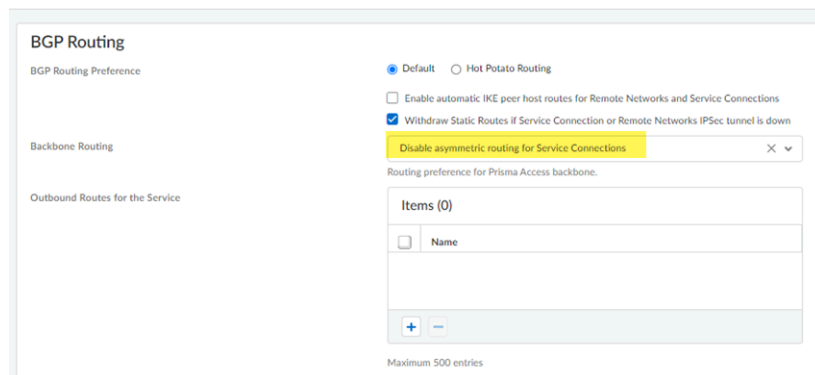 BGP Routing
BGP Routing Preference
Default
Hot Potato Routing
Enable automatic IKE peer host routes for Remote Networks and Service Connections
Withdraw Static Routes if Service Connection or Remote Networks IPSec tunnel is down
Backbone Routing
Disable asymmetric routing for Service Connections
Routing preference for Prisma Access backbone.
Outbound Routes for the Service
Items (0)
Name
Maximum 500 entries